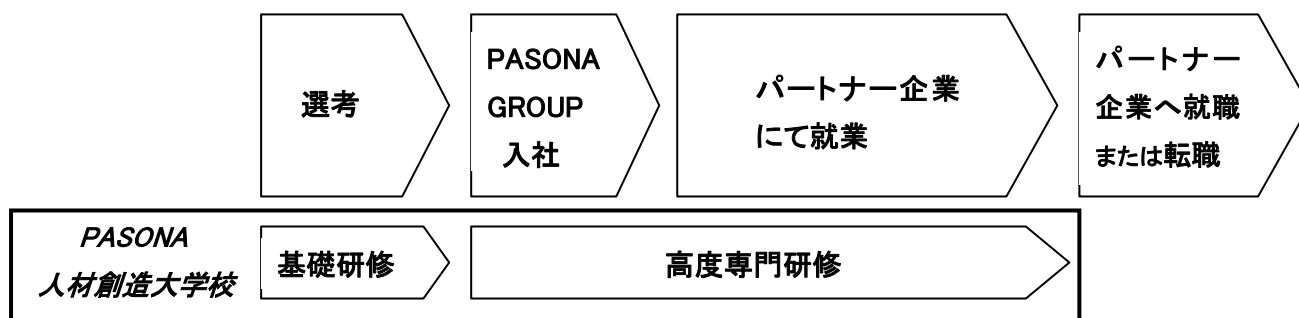 選考
PASONA
GROUP
入社
パートナー企業
にて就業
パートナー
企業へ就職
または転職
PASONA
人材創造大学校
基礎研修
高度専門研修